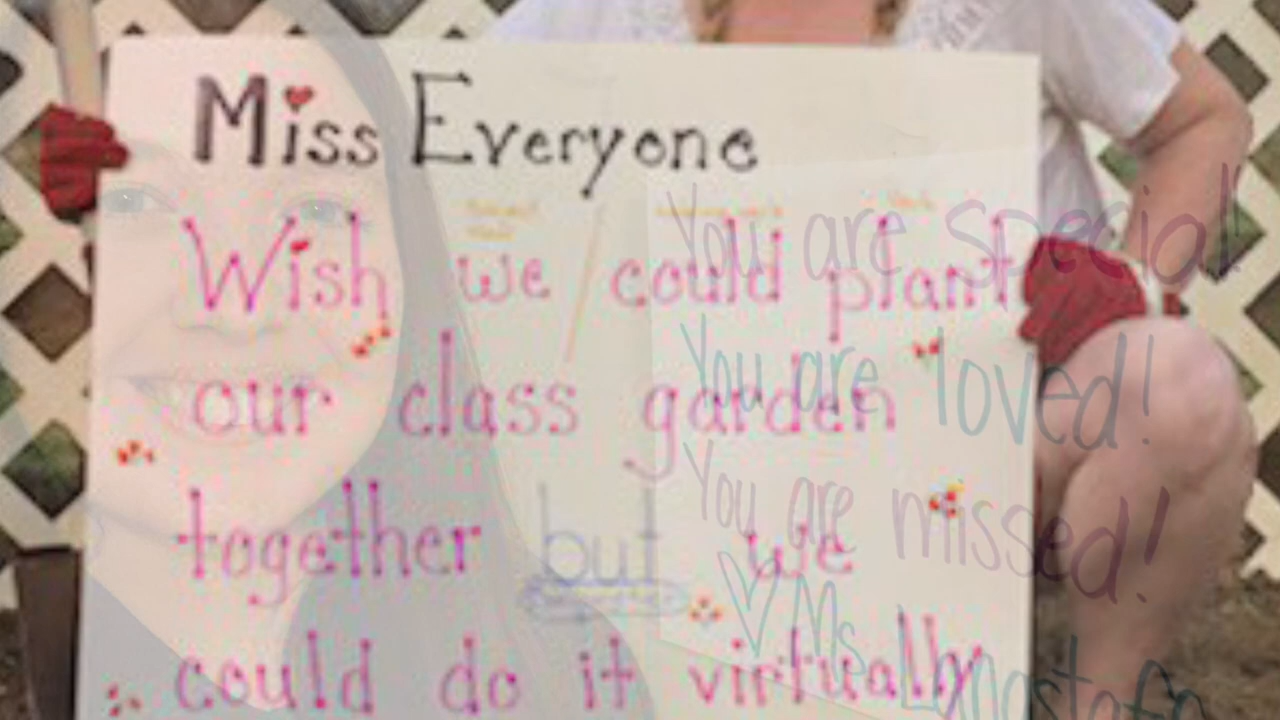 Miss Everyone
Wish we could plant
our class garden
together but we
could do it virtually
You are special!
You are loved!
You are missed!
♡ Ms.